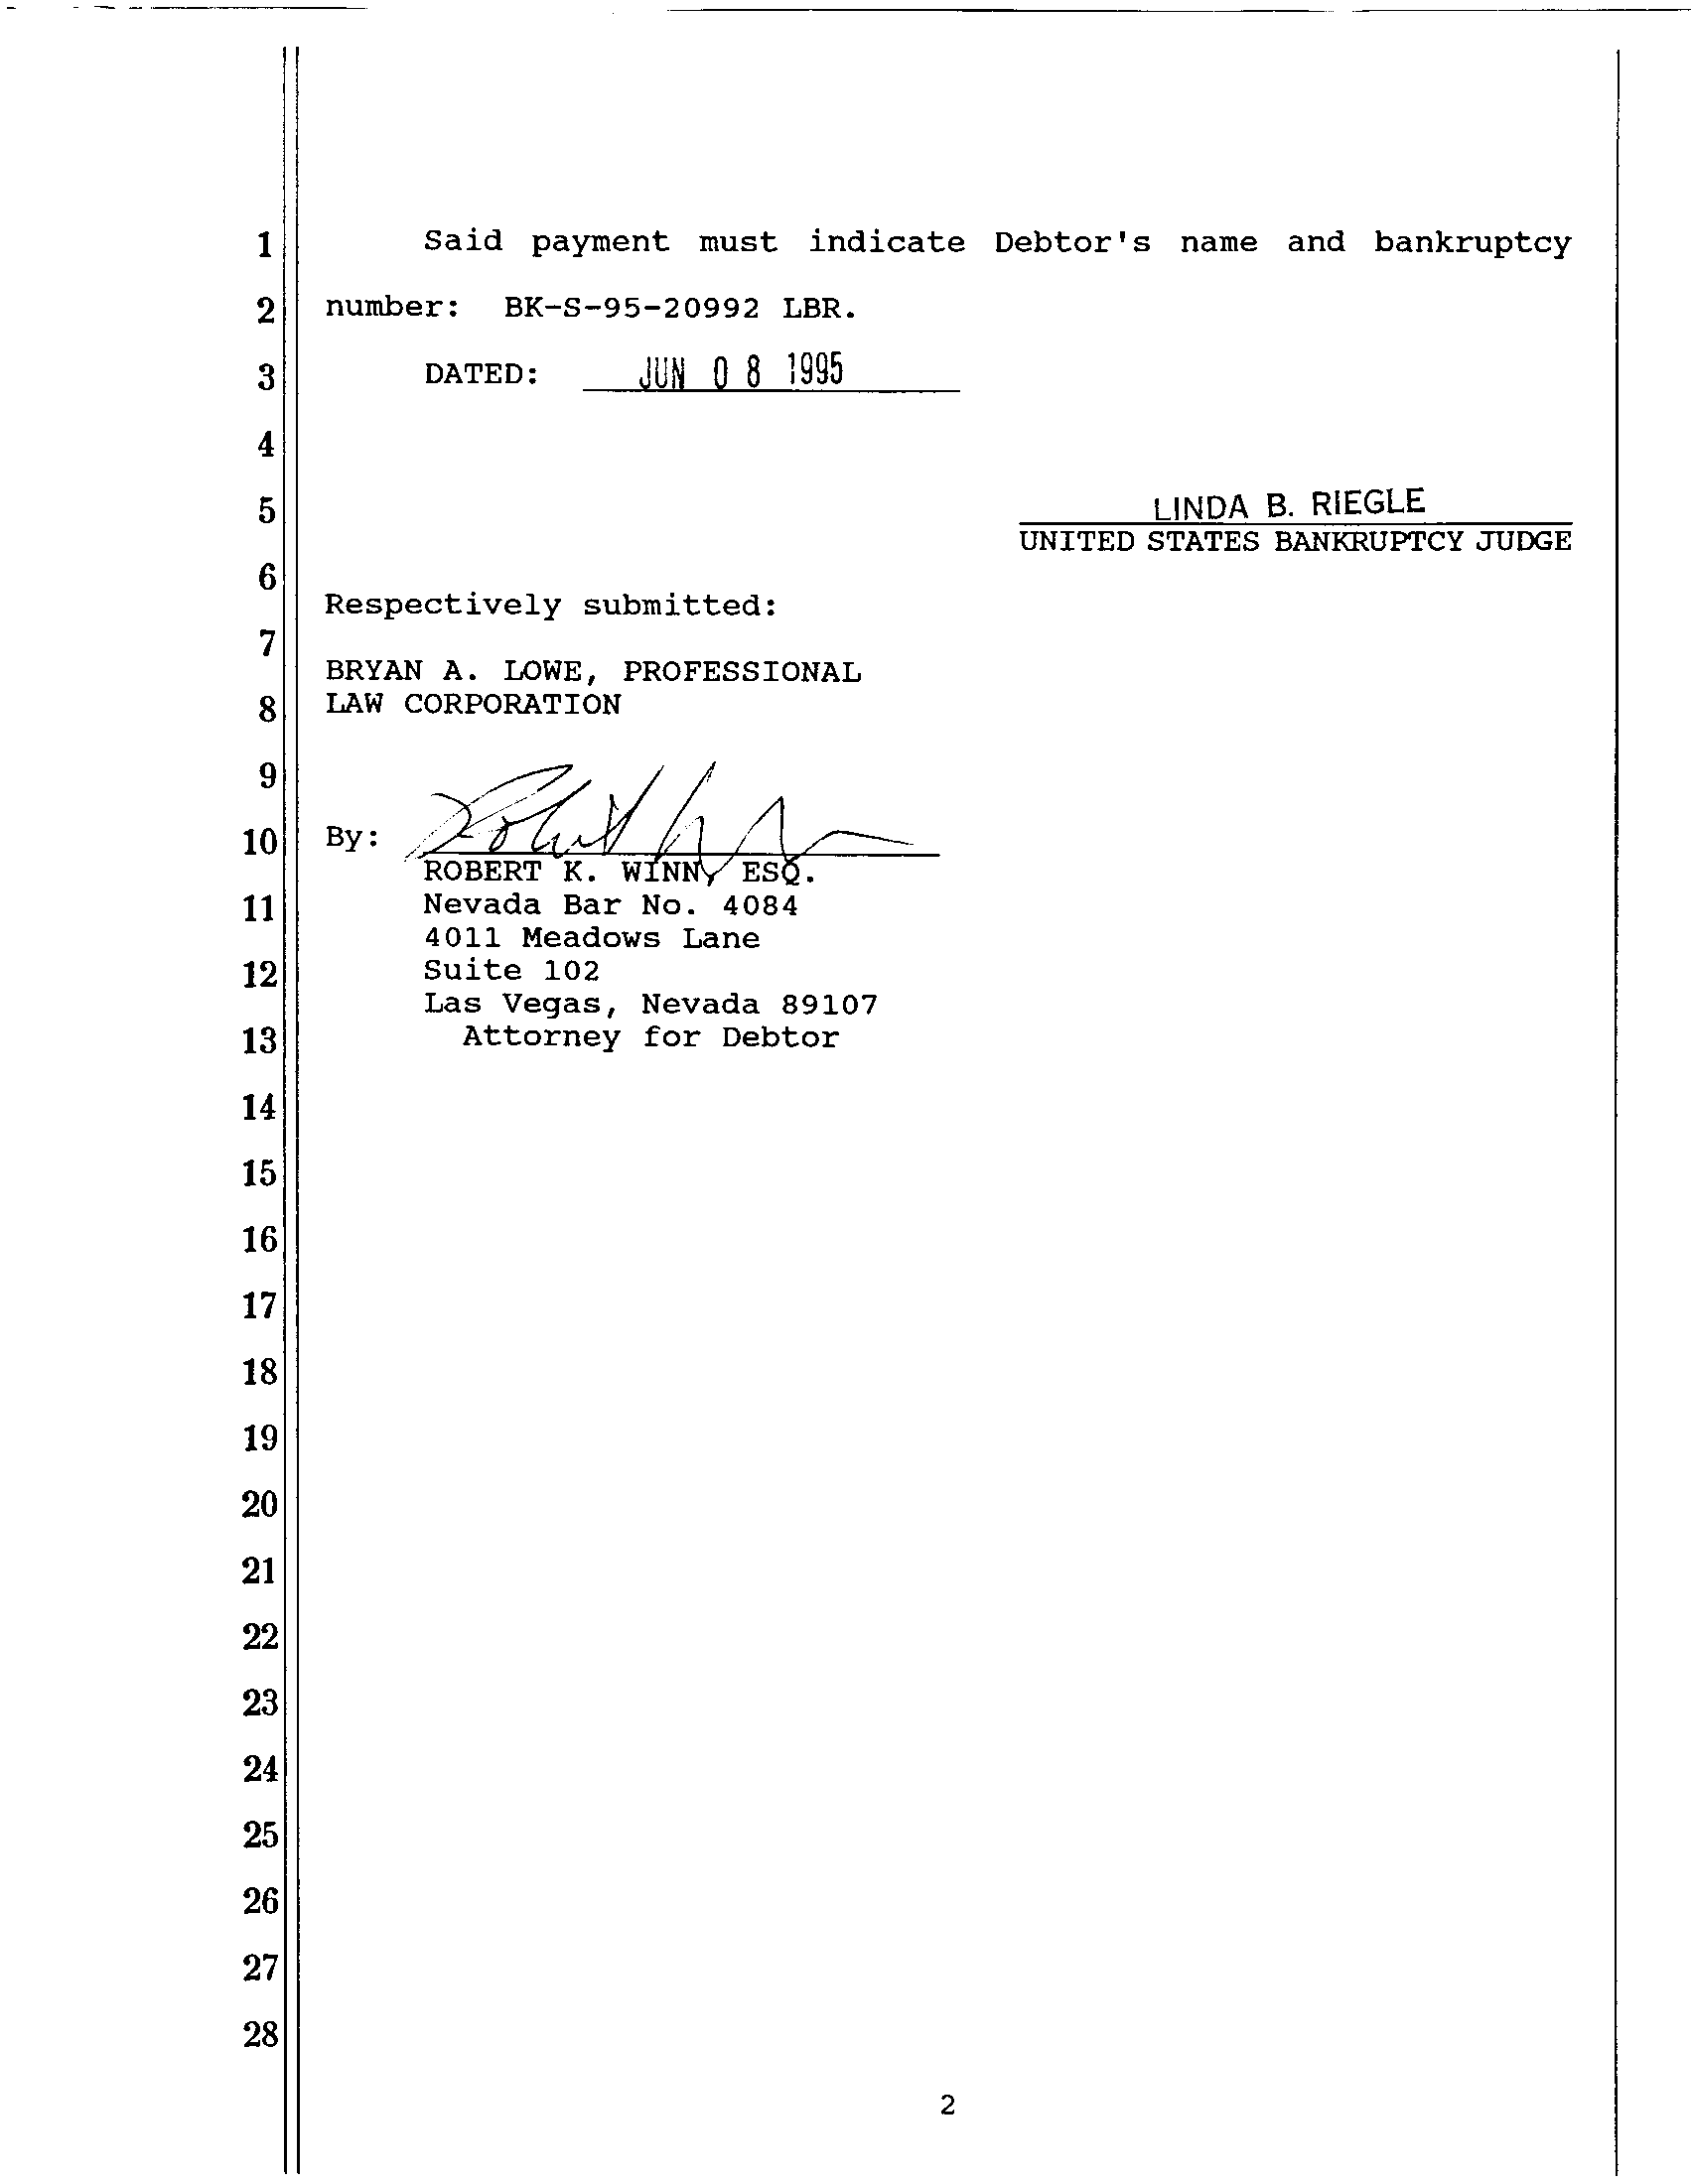 1 Said payment must indicate Debtor's name and bankruptcy
2 number: BK-S-95-20992 LBR.
3 DATED: JUN 08 1995
4
5 LINDA B. RIEGLE
UNITED STATES BANKRUPTCY JUDGE
6
Respectively submitted:
7
BRYAN A. LOWE, PROFESSIONAL
8 LAW CORPORATION
9
10 By: Robert
ROBERT K. WINN, ESQ.
11 Nevada Bar No. 4084
4011 Meadows Lane
12 Suite 102
Las Vegas, Nevada 89107
13 Attorney for Debtor
14
15
16
17
18
19
20
21
22
23
24
25
26
27
28
2